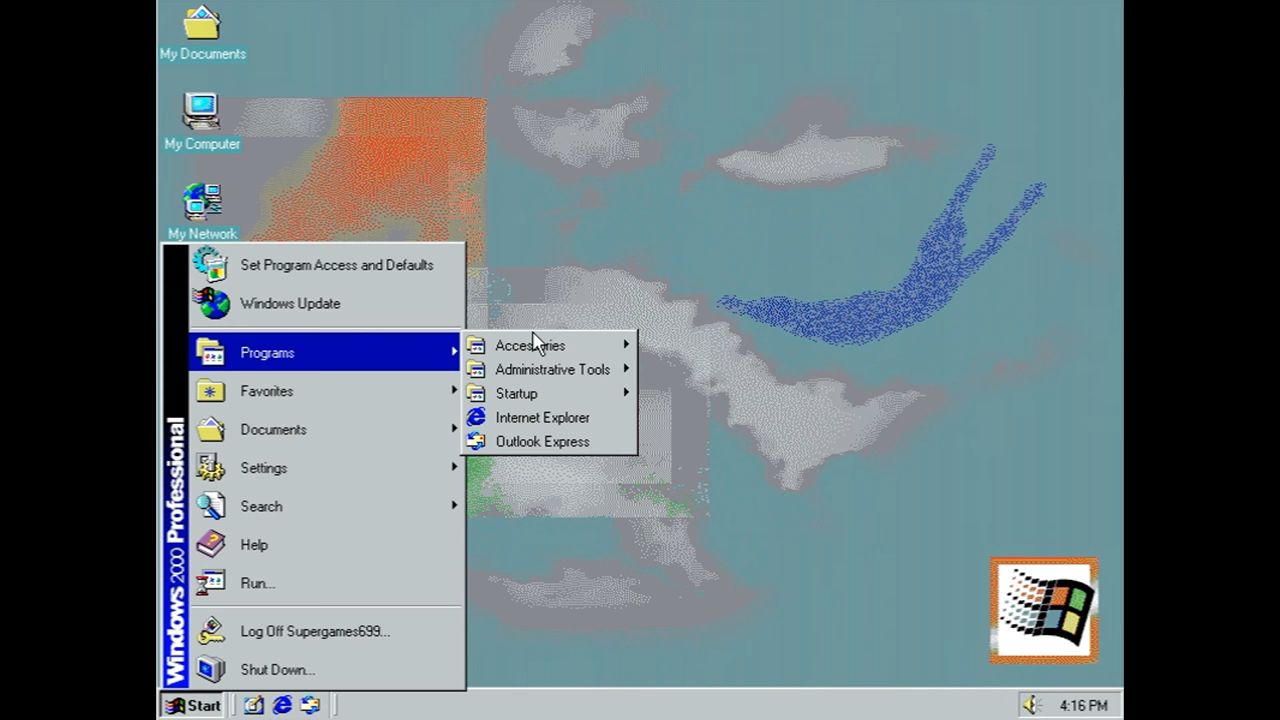 My Documents
My Computer
My Network
Set Program Access and Defaults
Windows Update
Programs
Favorites
Documents
Settings
Search
Help
Run...
Log Off Supergames699...
Shut Down...
Windows 2000 Professional
Accessories
Administrative Tools
Startup
Internet Explorer
Outlook Express
Start
4:16 PM